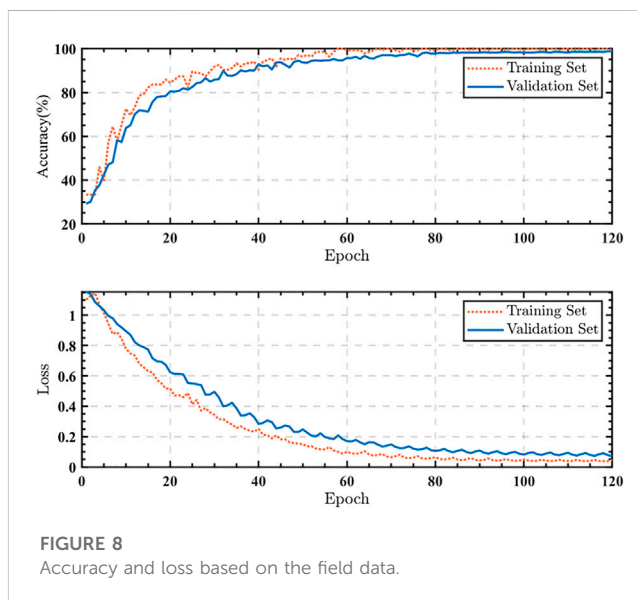 100
80
60
40
20
Accuracy(%)
Training Set
Validation Set
0
20
40
60
80
100
120
Epoch
1
0.8
0.6
0.4
0.2
0
Loss
Training Set
Validation Set
0
20
40
60
80
100
120
Epoch
FIGURE 8
Accuracy and loss based on the field data.